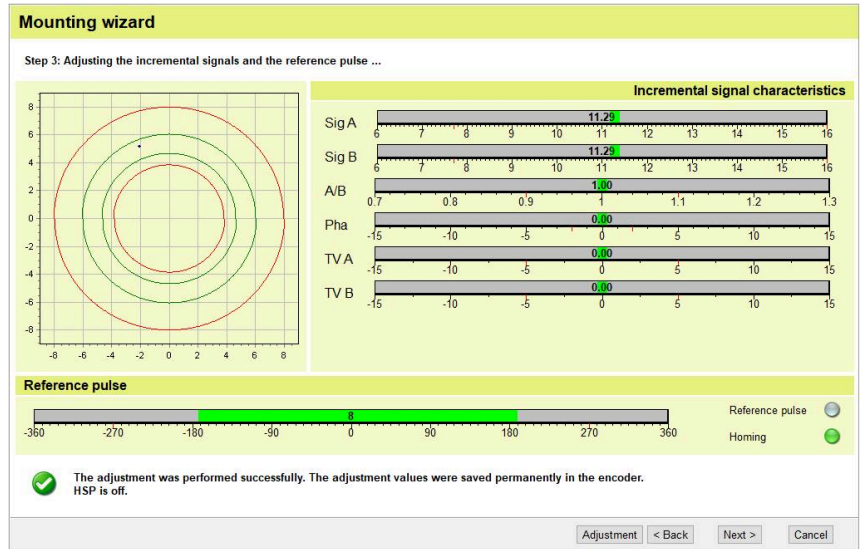 Mounting wizard
Step 3: Adjusting the incremental signals and the reference pulse ...
Incremental signal characteristics
8
6
4
2
0
-2
-4
-6
-8
-8 -6 -4 -2 0 2 4 6 8
Sig A
11.29
6 7 8 9 10 11 12 13 14 15 16
Sig B
11.29
6 7 8 9 10 11 12 13 14 15 16
A/B
1.00
0.7 0.8 0.9 1 1.1 1.2 1.3
Pha
0.00
-15 -10 -5 0 5 10 15
TV A
0.00
-15 -10 -5 0 5 10 15
TV B
0.00
-15 -10 -5 0 5 10 15
Reference pulse
8
-360 -270 -180 -90 0 90 180 270 360
Reference pulse
Homing
The adjustment was performed successfully. The adjustment values were saved permanently in the encoder.
HSP is off.
Adjustment < Back Next > Cancel